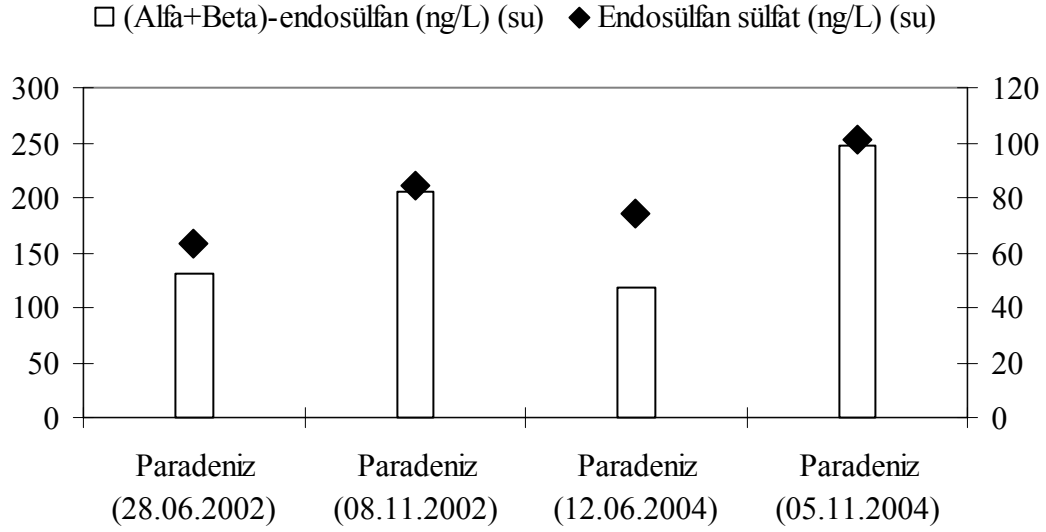 (Alfa+Beta)-endosülfan (ng/L) (su) Endosülfan sülfat (ng/L) (su)
300 120
250 100
200 80
150 60
100 40
50 20
0 0
Paradeniz Paradeniz Paradeniz Paradeniz
(28.06.2002) (08.11.2002) (12.06.2004) (05.11.2004)